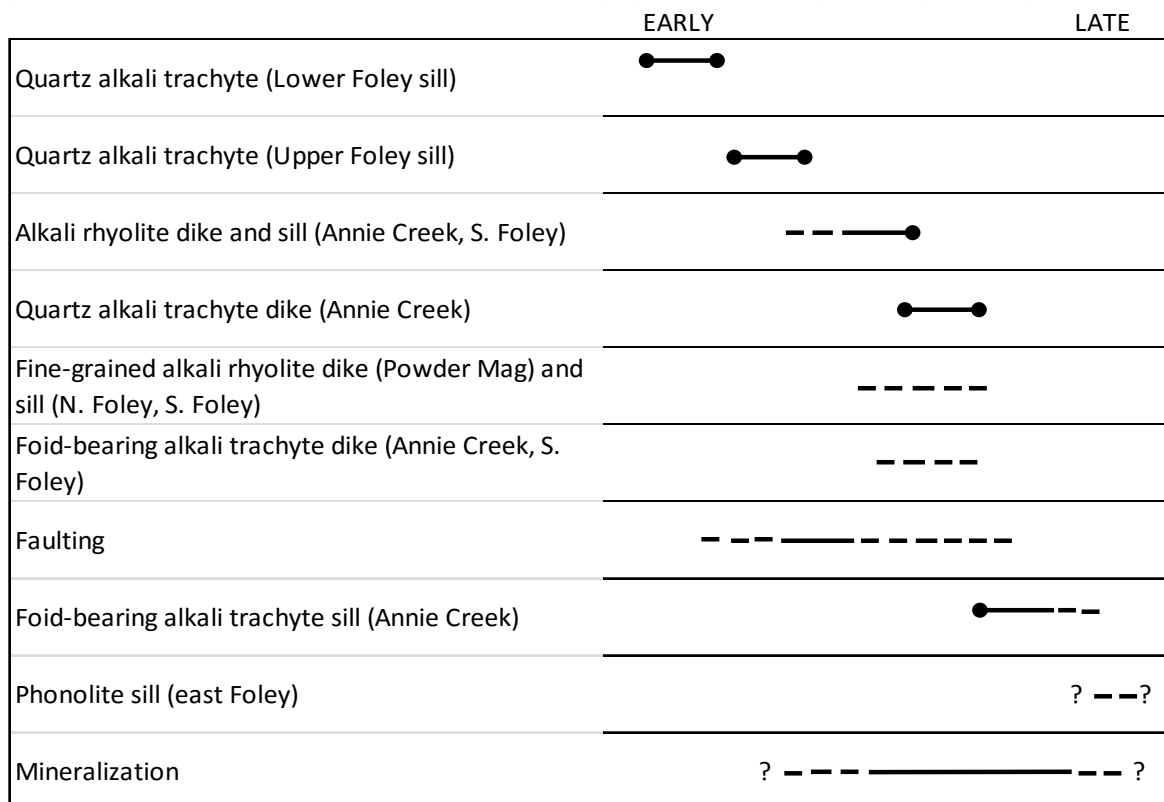 EARLY LATE
Quartz alkali trachyte (Lower Foley sill)
Quartz alkali trachyte (Upper Foley sill)
Alkali rhyolite dike and sill (Annie Creek, S. Foley)
Quartz alkali trachyte dike (Annie Creek)
Fine-grained alkali rhyolite dike (Powder Mag) and
sill (N. Foley, S. Foley)
Foid-bearing alkali trachyte dike (Annie Creek, S.
Foley)
Faulting
Foid-bearing alkali trachyte sill (Annie Creek)
Phonolite sill (east Foley) ? ?
Mineralization ? ?